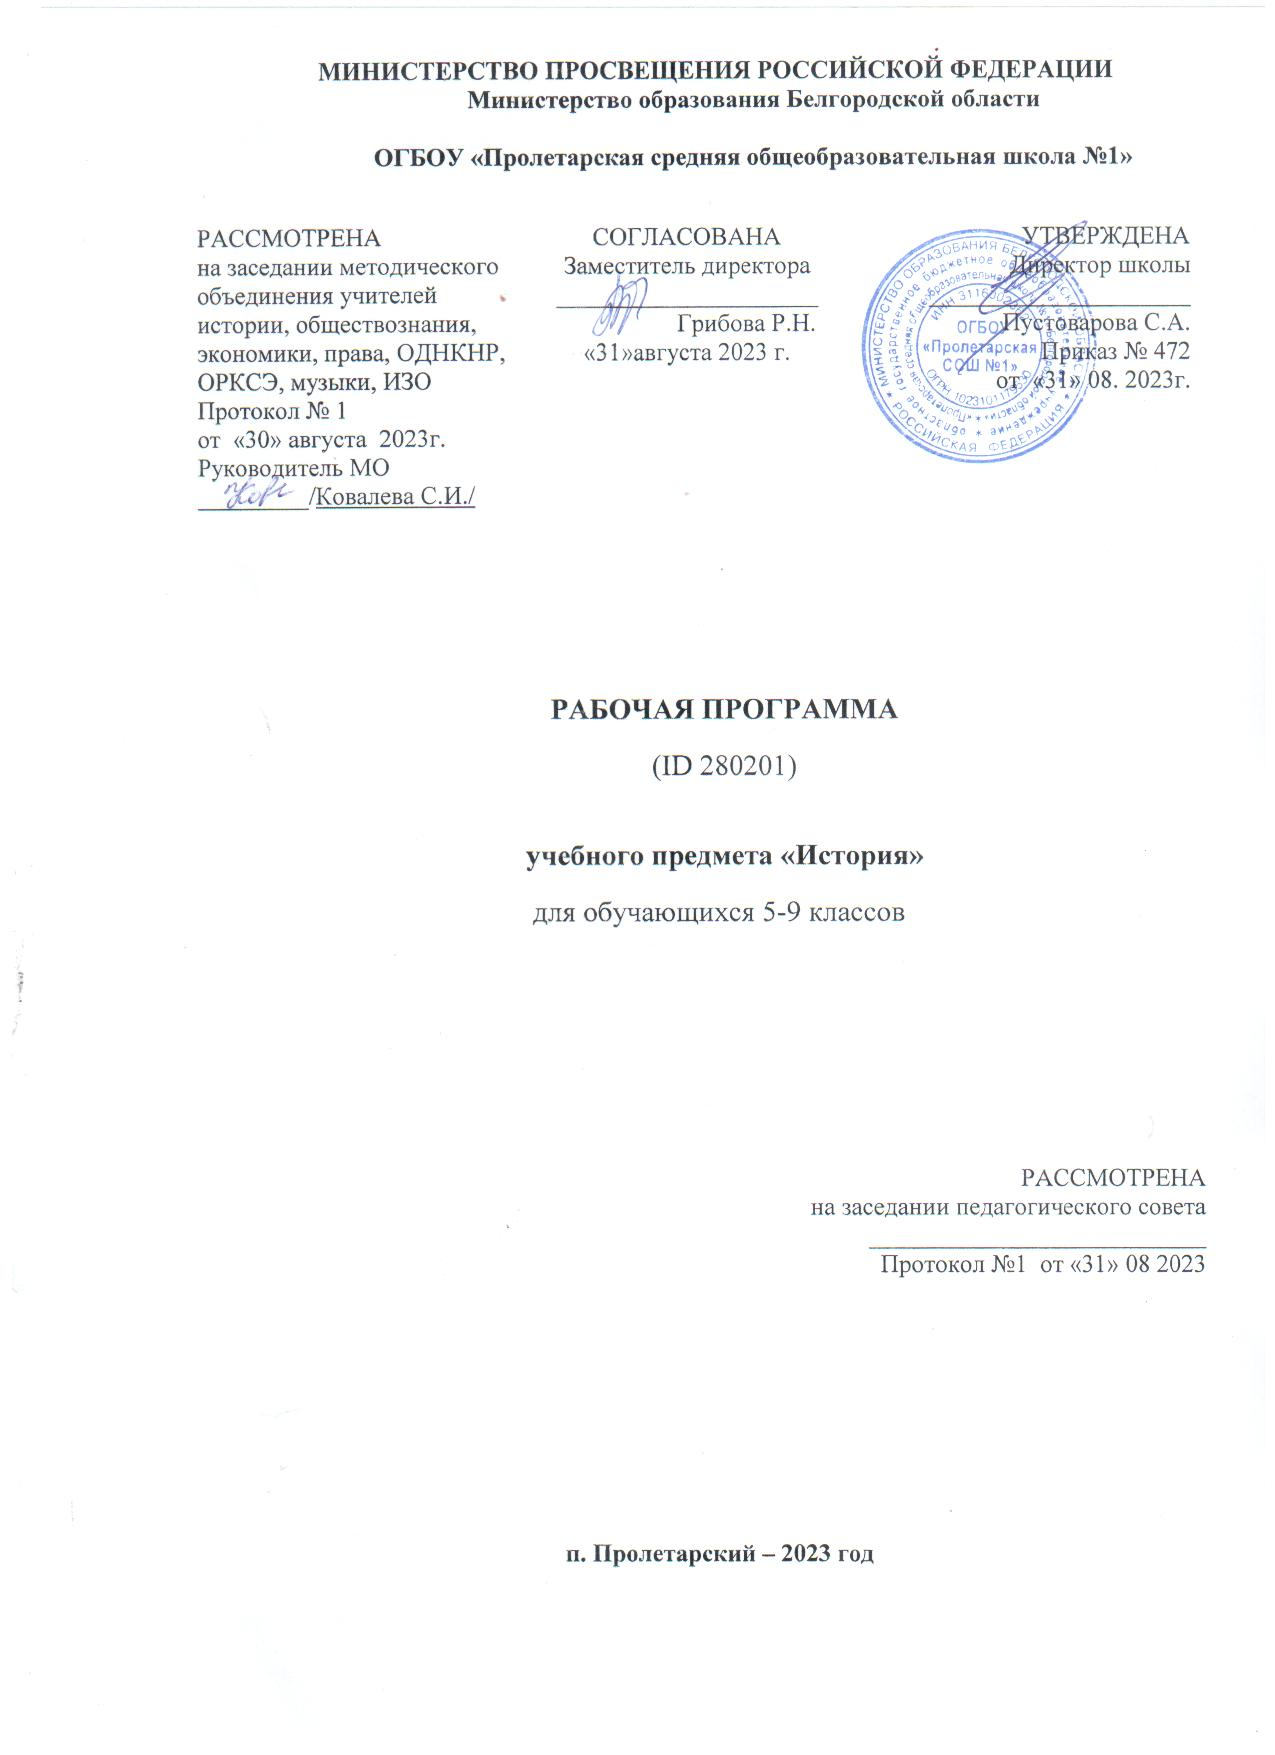 МИНИСТЕРСТВО ПРОСВЕЩЕНИЯ РОССИЙСКОЙ ФЕДЕРАЦИИ
Министерство образования Белгородской области
ОГБОУ «Пролетарская средняя общеобразовательная школа №1»
РАССМОТРЕНА
на заседании методического
объединения учителей
истории, обществознания,
экономики, права, ОДНКНР,
ОРКСЭ, музыки, ИЗО
Протокол № 1
от «30» августа 2023г.
Руководитель МО
/Ковалева С.И./
СОГЛАСОВАНА
Заместитель директора
Грибова Р.Н.
«31»августа 2023 г.
УТВЕРЖДЕНА
Директор школы
Пустоварова С.А.
Приказ № 472
от «31» 08. 2023г.
ОГБОУ
«Пролетарская
СОШ №1»
РОССИЙСКАЯ ФЕДЕРАЦИЯ
МИНИСТЕРСТВО ОБРАЗОВАНИЯ
РАБОЧАЯ ПРОГРАММА
(ID 280201)
учебного предмета «История»
для обучающихся 5-9 классов
РАССМОТРЕНА
на заседании педагогического совета
Протокол №1 от «31» 08 2023
п. Пролетарский – 2023 год